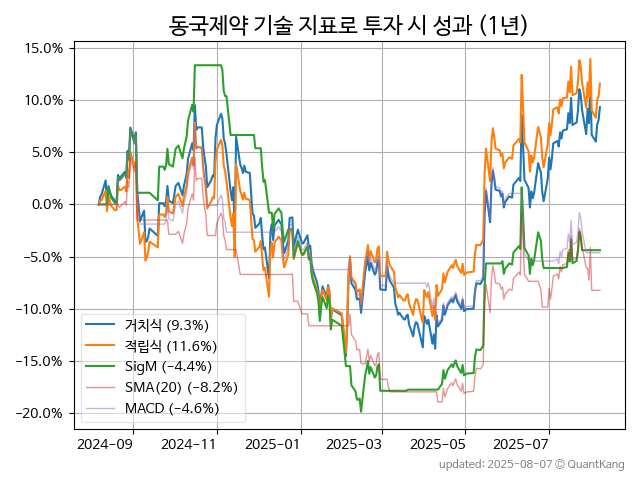 동국제약 기술 지표로 투자 시 성과 (1년)
15.0%
10.0%
5.0%
0.0%
−5.0%
−10.0%
−15.0%
−20.0%
거치식 (9.3%)
적립식 (11.6%)
SigM (−4.4%)
SMA(20) (−8.2%)
MACD (−4.6%)
2024-09 2024-11 2025-01 2025-03 2025-05 2025-07
updated: 2025-08-07 © QuantKang